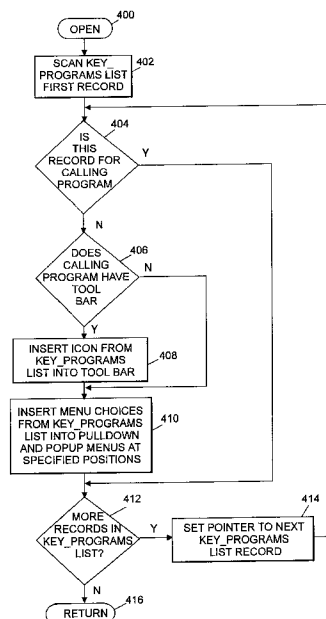 400
OPEN
SCAN KEY_
PROGRAMS LIST
FIRST RECORD
402
404
IS
THIS
RECORD FOR
CALLING
PROGRAM
Y
N
406
DOES
CALLING
PROGRAM HAVE
TOOL
BAR
N
Y
INSERT ICON FROM
KEY_PROGRAMS
LIST INTO TOOL BAR
408
INSERT MENU CHOICES
FROM KEY_PROGRAMS
LIST INTO PULLDOWN
AND POPUP MENUS AT
SPECIFIED POSITIONS
410
412
MORE
RECORDS IN
KEY_PROGRAMS
LIST?
Y
414
SET POINTER TO NEXT
KEY_PROGRAMS
LIST RECORD
N
RETURN
416